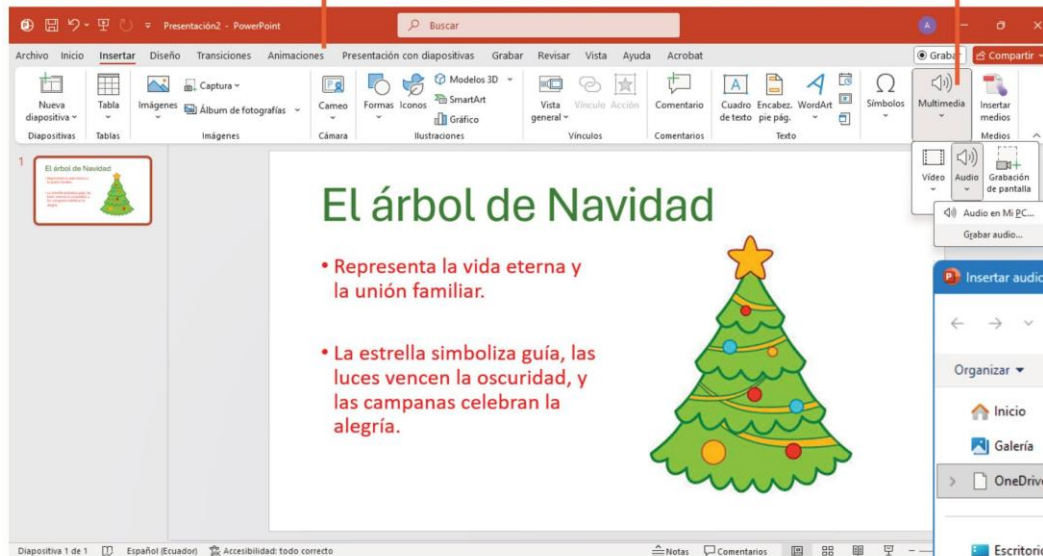 Presentación2 - PowerPoint
Buscar
A
Archivo Inicio Insertar Diseño Transiciones Animaciones Presentación con diapositivas Grabar Revisar Vista Ayuda Acrobat
Grabar
Compartir
Nueva diapositiva
Tabla
Imágenes
Captura
Álbum de fotografías
Cameo
Formas
Iconos
Modelos 3D
SmartArt
Gráfico
Vista general
Vínculo
Acción
Comentario
Cuadro de texto
Encabez. pie pág.
WordArt
Símbolos
Multimedia
Insertar medios
Diapositivas Tablas Imágenes Cámara Ilustraciones Vínculos Comentarios Texto Medios
Vídeo
Audio
Grabación de pantalla
Audio en Mi PC...
Grabar audio...
1
El árbol de Navidad
El árbol de Navidad
• Representa la vida eterna y
la unión familiar.
• La estrella simboliza guía, las
luces vencen la oscuridad, y
las campanas celebran la
alegría.
Insertar audio
Organizar
Inicio
Galería
OneDrive
Escritorio
Diapositiva 1 de 1 Español (Ecuador) Accesibilidad: todo correcto Notas Comentarios